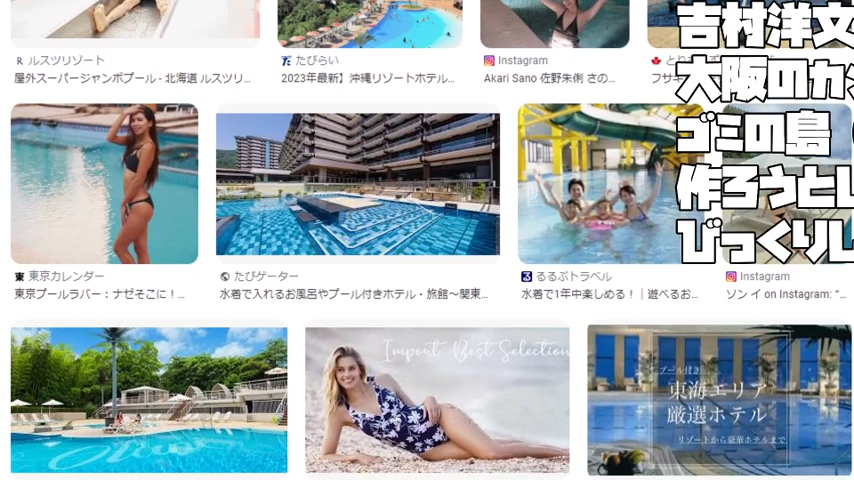 ルスツリゾート
屋外スーパージャンボプール - 北海道 ルスツリ...
たびらい
2023年最新】沖縄リゾートホテル...
Instagram
Akari Sano 佐野朱俐 さの...
フサキ
吉村洋文
大阪のカ
ゴミの島
作ろうとし
びっくりし
東京カレンダー
東京プールラバー：ナゼそこに！...
たびゲーター
水着で入れるお風呂やプール付きホテル・旅館～関東...
るるぶトラベル
水着で1年中楽しめる！｜遊べるお...
Instagram
ソン イ on Instagram: “...
Import Best Selection
プール付き
東海エリア
厳選ホテル
リゾートから豪華ホテルまで